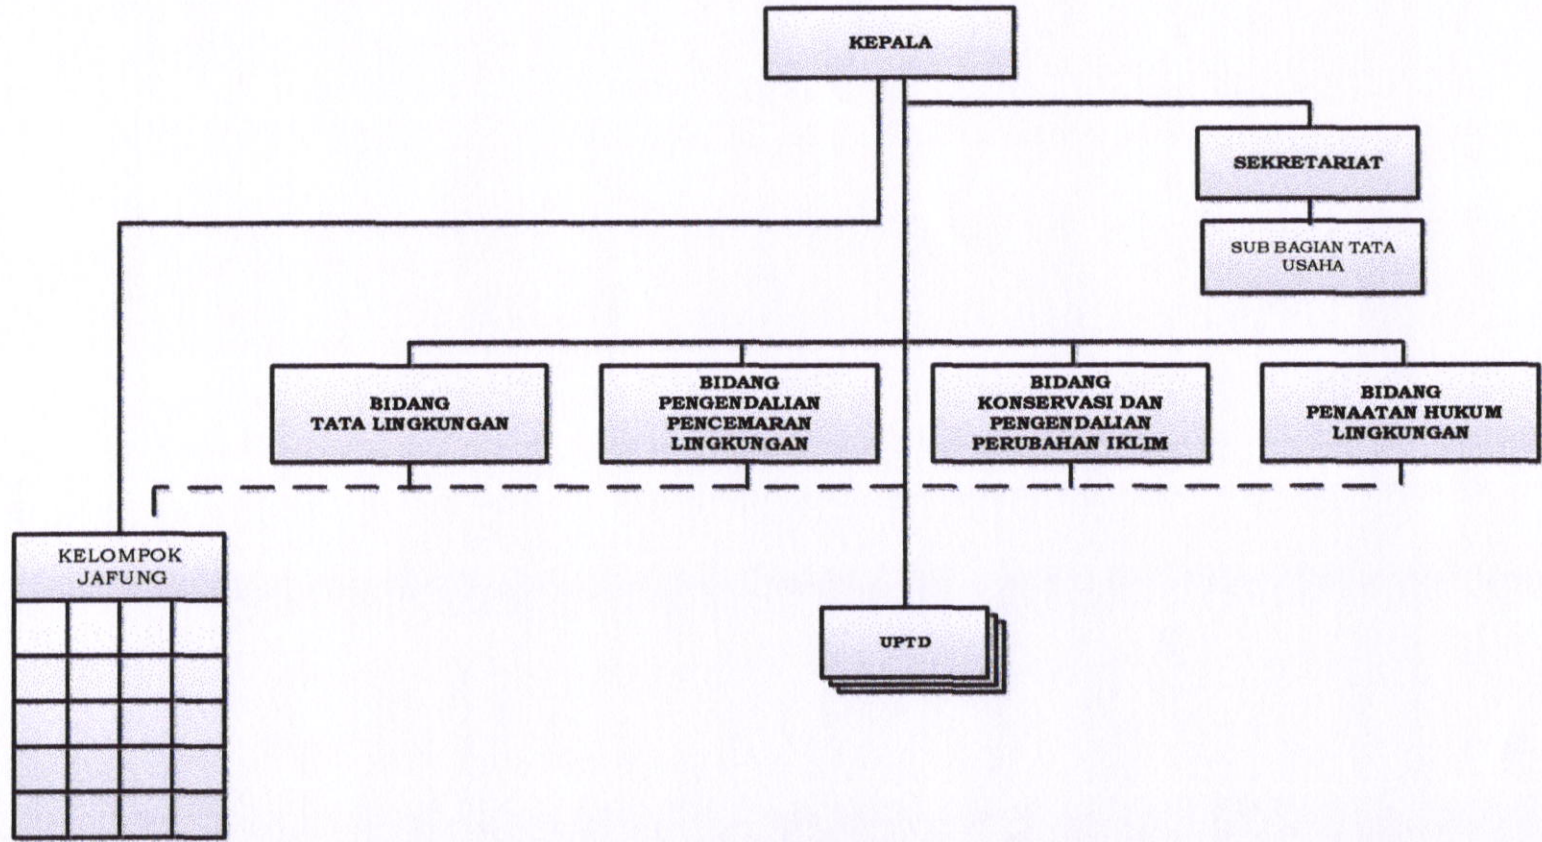 KEPALA
SEKRETARIAT
SUB BAGIAN TATA
USAHA
BIDANG
TATA LINGKUNGAN
BIDANG
PENGENDALIAN
PENCEMARAN
LINGKUNGAN
BIDANG
KONSERVASI DAN
PENGENDALIAN
PERUBAHAN IKLIM
BIDANG
PENAATAN HUKUM
LINGKUNGAN
KELOMPOK
JAFUNG
UPTD